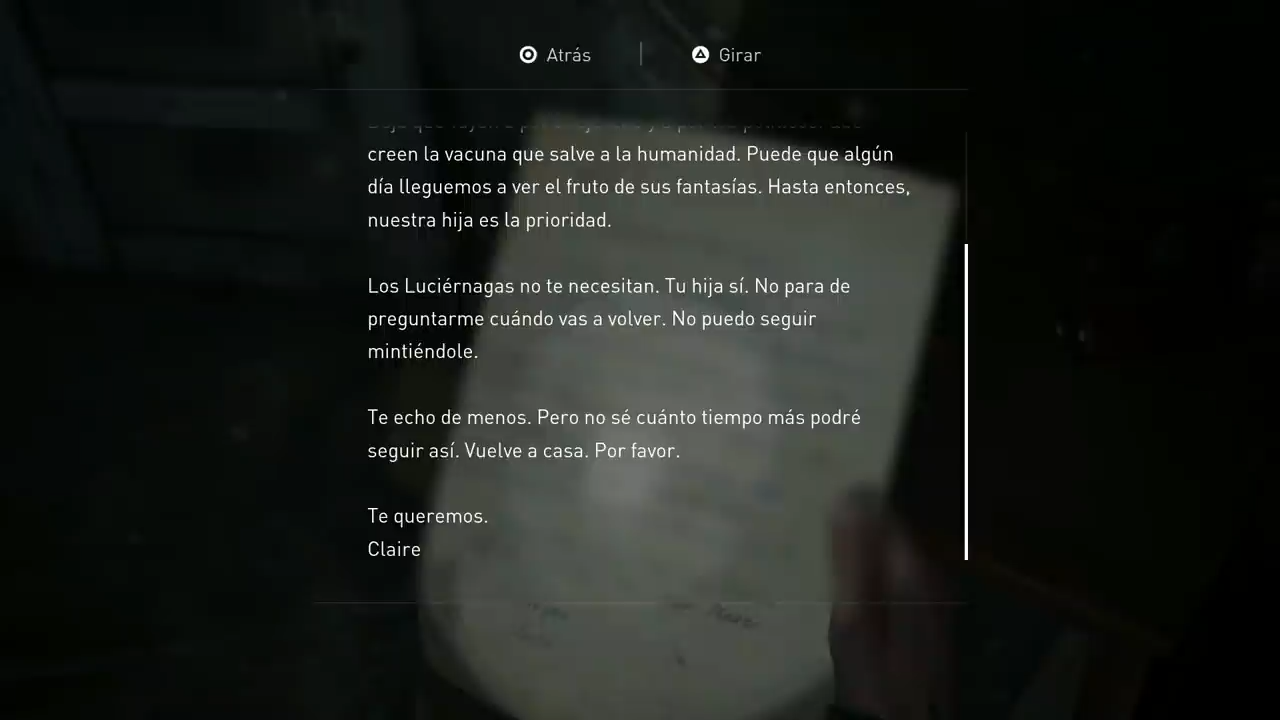 Atrás
Girar
creen la vacuna que salve a la humanidad. Puede que algún
día lleguemos a ver el fruto de sus fantasías. Hasta entonces,
nuestra hija es la prioridad.
Los Luciérnagas no te necesitan. Tu hija sí. No para de
preguntarme cuándo vas a volver. No puedo seguir
mintiéndole.
Te echo de menos. Pero no sé cuánto tiempo más podré
seguir así. Vuelve a casa. Por favor.
Te queremos.
Claire